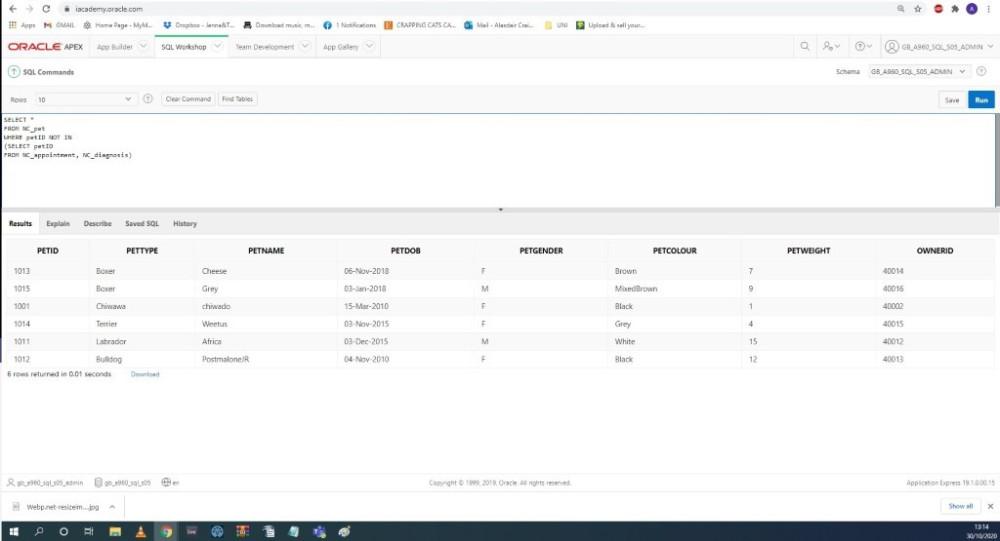 iacademy.oracle.com
Apps GMAIL Home Page - MyM... Dropbox - Jenna&T... Download music, m... 1 Notifications CRAPPING CATS CA... Mail - Alasdair Crai... UNI Upload & sell your...
ORACLE APEX App Builder SQL Workshop Team Development App Gallery GB_A960_SQL_S05_ADMIN
SQL Commands Schema GB_A960_SQL_S05_ADMIN
Rows 10 Clear Command Find Tables Save Run
SELECT *
FROM NC_pet
WHERE petID NOT IN
(SELECT petID
FROM NC_appointment, NC_diagnosis)
Results Explain Describe Saved SQL History
PETID PETTYPE PETNAME PETDOB PETGENDER PETCOLOUR PETWEIGHT OWNERID
1013 Boxer Cheese 06-Nov-2018 F Brown 7 40014
1015 Boxer Grey 03-Jan-2018 M MixedBrown 9 40016
1001 Chiwawa chiwado 15-Mar-2010 F Black 1 40002
1014 Terrier Weetus 03-Nov-2015 F Grey 4 40015
1011 Labrador Africa 03-Dec-2015 M White 15 40012
1012 Bulldog PostmaloneJR 04-Nov-2010 F Black 12 40013
6 rows returned in 0.01 seconds Download
gb_a960_sql_s05_admin gb_a960_sql_s05 en Copyright © 1999, 2019, Oracle. All rights reserved. Application Express 19.1.0.00.15
Webp.net-resizeim....jpg Show all
13:14
30/10/2020